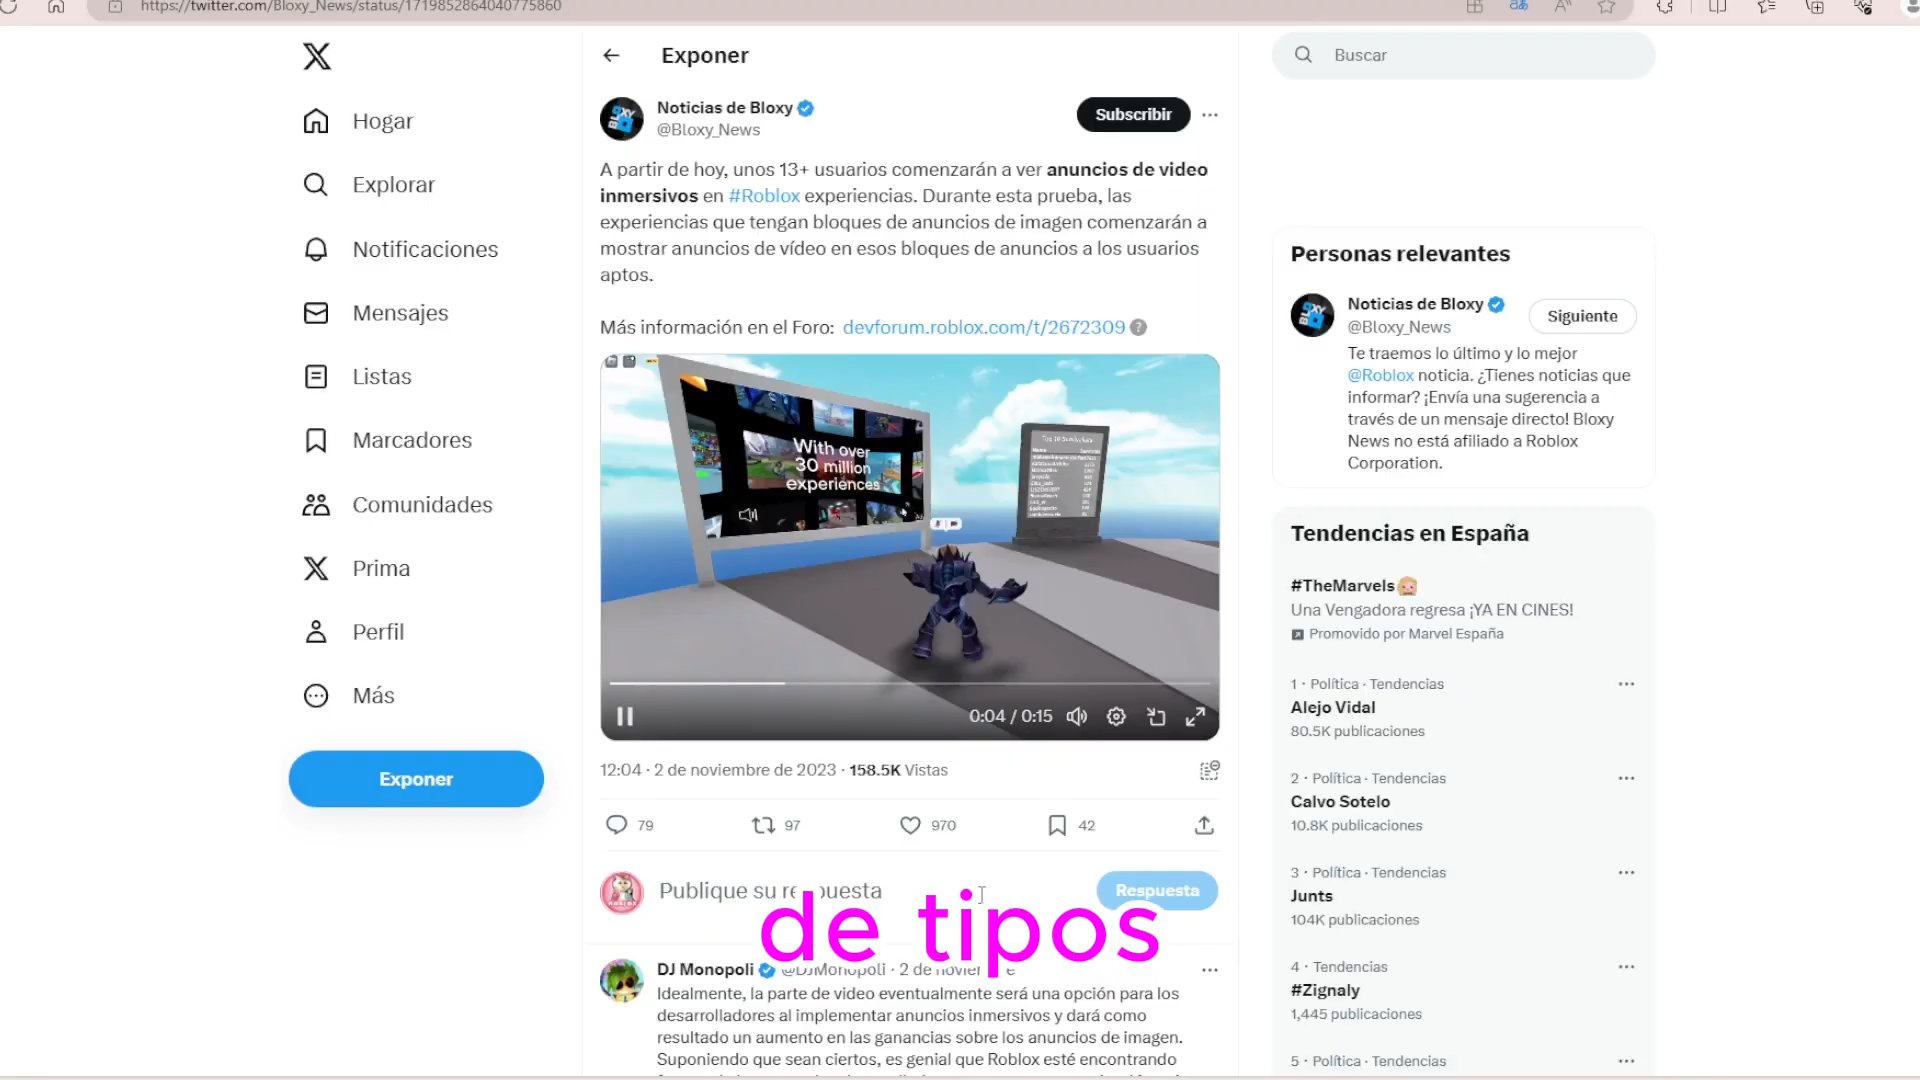 https://twitter.com/Bloxy_News/status/1719852864040775860
Hogar
Explorar
Notificaciones
Mensajes
Listas
Marcadores
Comunidades
Prima
Perfil
Más
Exponer
Exponer
Noticias de Bloxy
@Bloxy_News
Subscribir
A partir de hoy, unos 13+ usuarios comenzarán a ver anuncios de video
inmersivos en #Roblox experiencias. Durante esta prueba, las
experiencias que tengan bloques de anuncios de imagen comenzarán a
mostrar anuncios de vídeo en esos bloques de anuncios a los usuarios
aptos.
Más información en el Foro: devforum.roblox.com/t/2672309
With over
30 million
experiences
0:04 / 0:15
12:04 · 2 de noviembre de 2023 · 158.5K Vistas
79
97
970
42
Publique su respuesta
Respuesta
de tipos
DJ Monopoli @DJMonopoli · 2 de
Idealmente, la parte de video eventualmente será una opción para los
desarrolladores al implementar anuncios inmersivos y dará como
resultado un aumento en las ganancias sobre los anuncios de imagen.
Suponiendo que sean ciertos, es genial que Roblox esté encontrando
Buscar
Personas relevantes
Noticias de Bloxy
@Bloxy_News
Siguiente
Te traemos lo último y lo mejor
@Roblox noticia. ¿Tienes noticias que
informar? ¡Envía una sugerencia a
través de un mensaje directo! Bloxy
News no está afiliado a Roblox
Corporation.
Tendencias en España
#TheMarvels
Una Vengadora regresa ¡YA EN CINES!
Promovido por Marvel España
1 · Política · Tendencias
Alejo Vidal
80.5K publicaciones
2 · Política · Tendencias
Calvo Sotelo
10.8K publicaciones
3 · Política · Tendencias
Junts
104K publicaciones
4 · Tendencias
#Zignaly
1,445 publicaciones
5 · Política · Tendencias